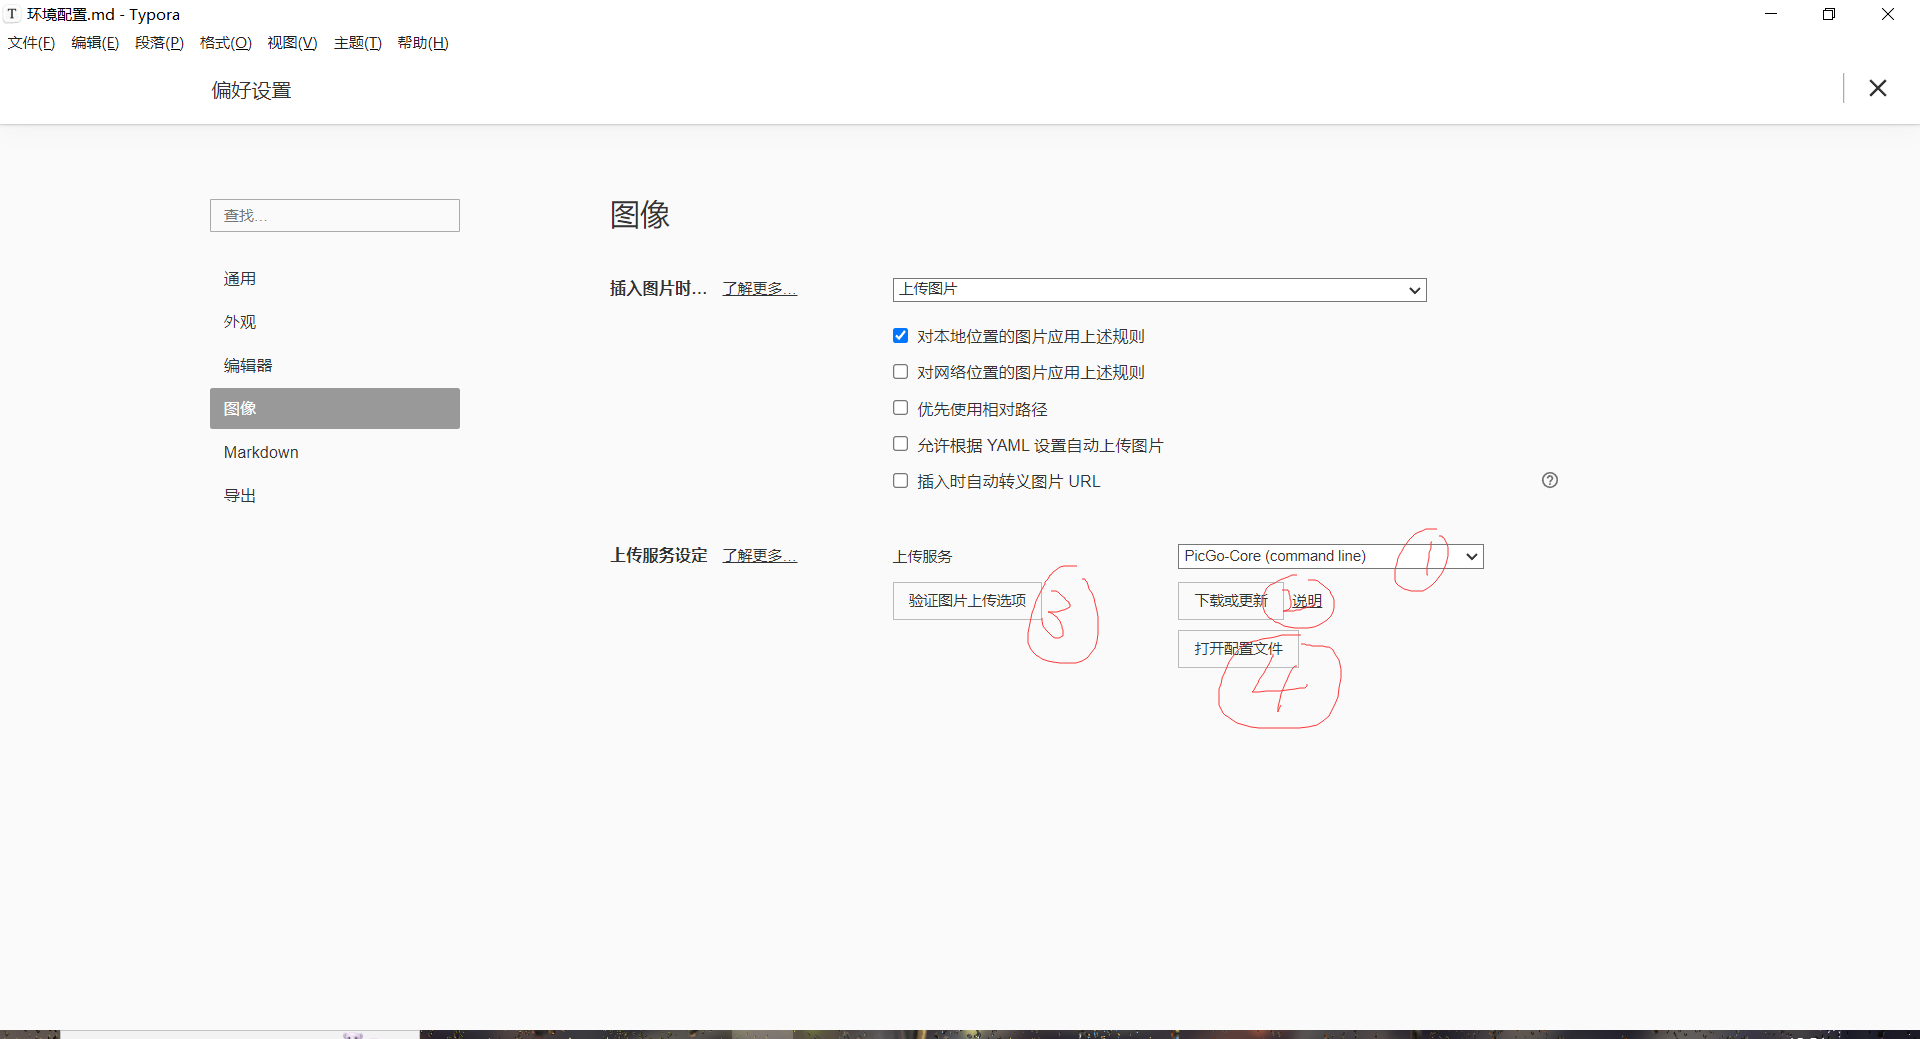 环境配置.md - Typora
文件(F) 编辑(E) 段落(P) 格式(O) 视图(V) 主题(T) 帮助(H)
偏好设置
查找...
通用
外观
编辑器
图像
Markdown
导出
图像
插入图片时... 了解更多...
上传图片
对本地位置的图片应用上述规则
对网络位置的图片应用上述规则
优先使用相对路径
允许根据 YAML 设置自动上传图片
插入时自动转义图片 URL
上传服务设定 了解更多...
上传服务
PicGo-Core (command line)
1
验证图片上传选项
3
下载或更新
2
说明
打开配置文件
4